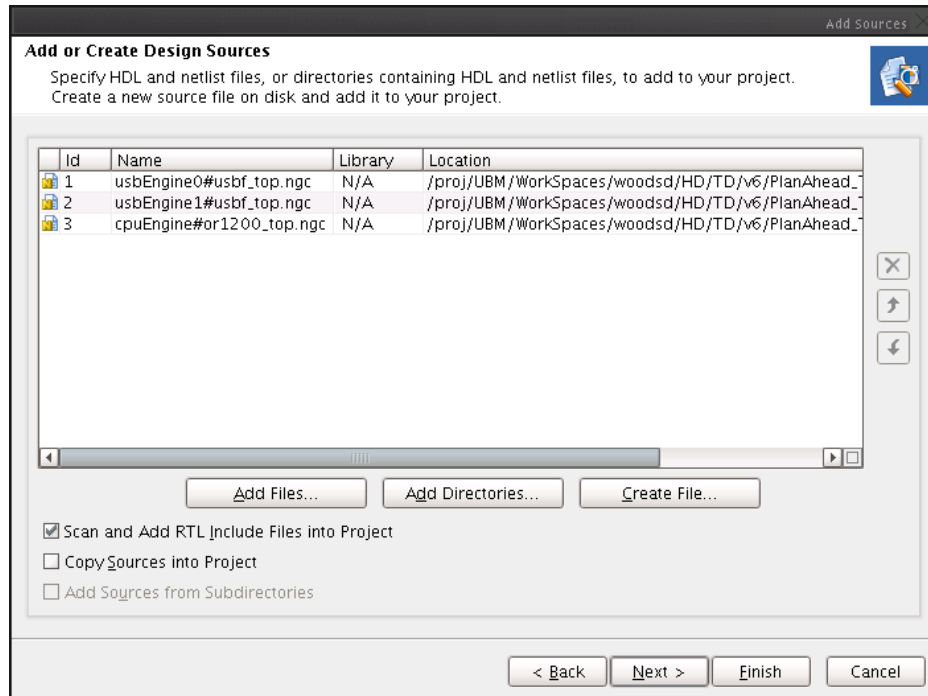 Add Sources
Add or Create Design Sources
Specify HDL and netlist files, or directories containing HDL and netlist files, to add to your project.
Create a new source file on disk and add it to your project.
Id Name Library Location
1 usbEngine0#usbf_top.ngc N/A /proj/UBM/WorkSpaces/woodsd/HD/TD/v6/PlanAhead_T
2 usbEngine1#usbf_top.ngc N/A /proj/UBM/WorkSpaces/woodsd/HD/TD/v6/PlanAhead_T
3 cpuEngine#or1200_top.ngc N/A /proj/UBM/WorkSpaces/woodsd/HD/TD/v6/PlanAhead_T
Add Files... Add Directories... Create File...
Scan and Add RTL Include Files into Project
Copy Sources into Project
Add Sources from Subdirectories
< Back Next > Finish Cancel